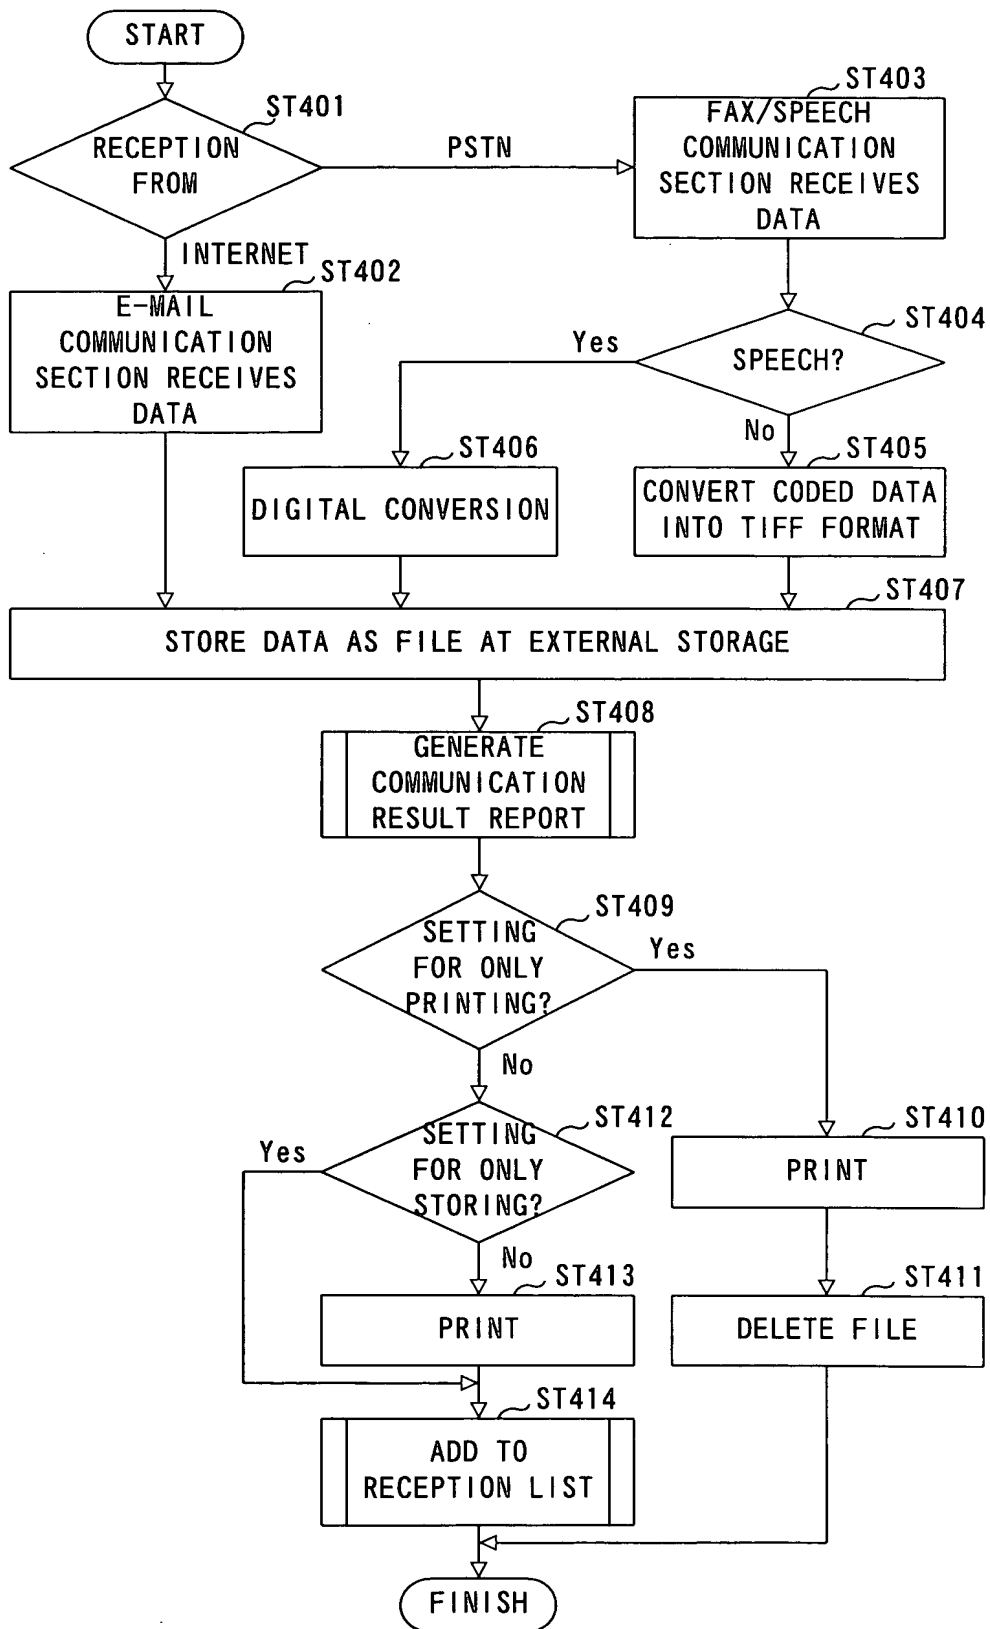 START
ST401
RECEPTION
FROM
PSTN
ST403
FAX/SPEECH
COMMUNICATION
SECTION RECEIVES
DATA
INTERNET
ST402
E-MAIL
COMMUNICATION
SECTION RECEIVES
DATA
ST404
SPEECH?
Yes
No
ST406
DIGITAL CONVERSION
ST405
CONVERT CODED DATA
INTO TIFF FORMAT
ST407
STORE DATA AS FILE AT EXTERNAL STORAGE
ST408
GENERATE
COMMUNICATION
RESULT REPORT
ST409
SETTING
FOR ONLY
PRINTING?
Yes
No
ST412
SETTING
FOR ONLY
STORING?
Yes
No
ST410
PRINT
ST413
PRINT
ST411
DELETE FILE
ST414
ADD TO
RECEPTION LIST
FINISH